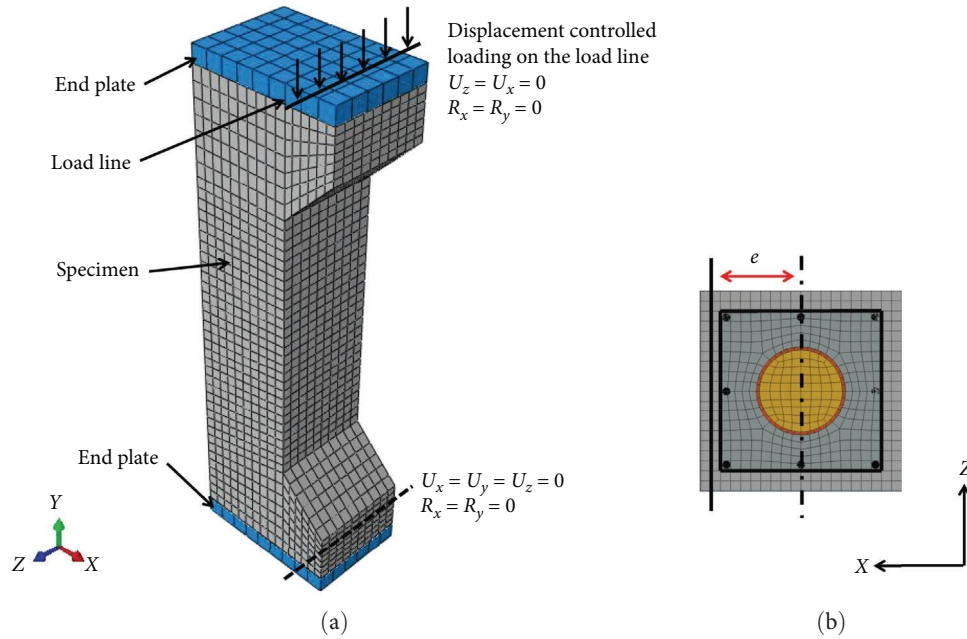 Displacement controlled
loading on the load line
U_z = U_x = 0
R_x = R_y = 0
End plate
Load line
Specimen
End plate
U_x = U_y = U_z = 0
R_x = R_y = 0
Y
Z
X
(a)
e
Z
X
(b)